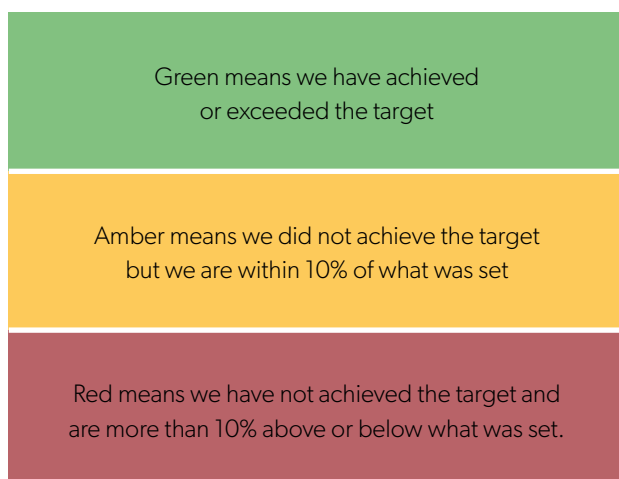 Green means we have achieved
or exceeded the target
Amber means we did not achieve the target
but we are within 10% of what was set
Red means we have not achieved the target and
are more than 10% above or below what was set.